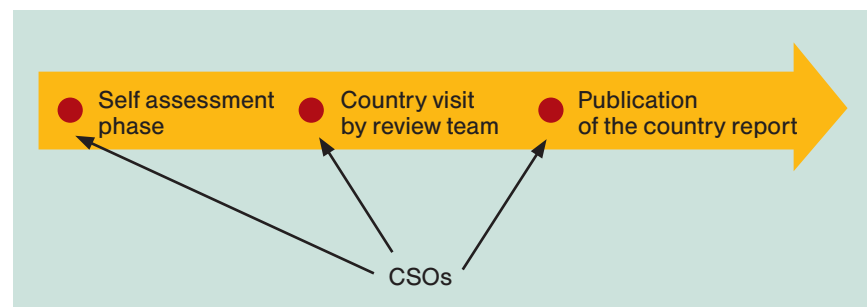 Self assessment
phase
Country visit
by review team
Publication
of the country report
CSOs